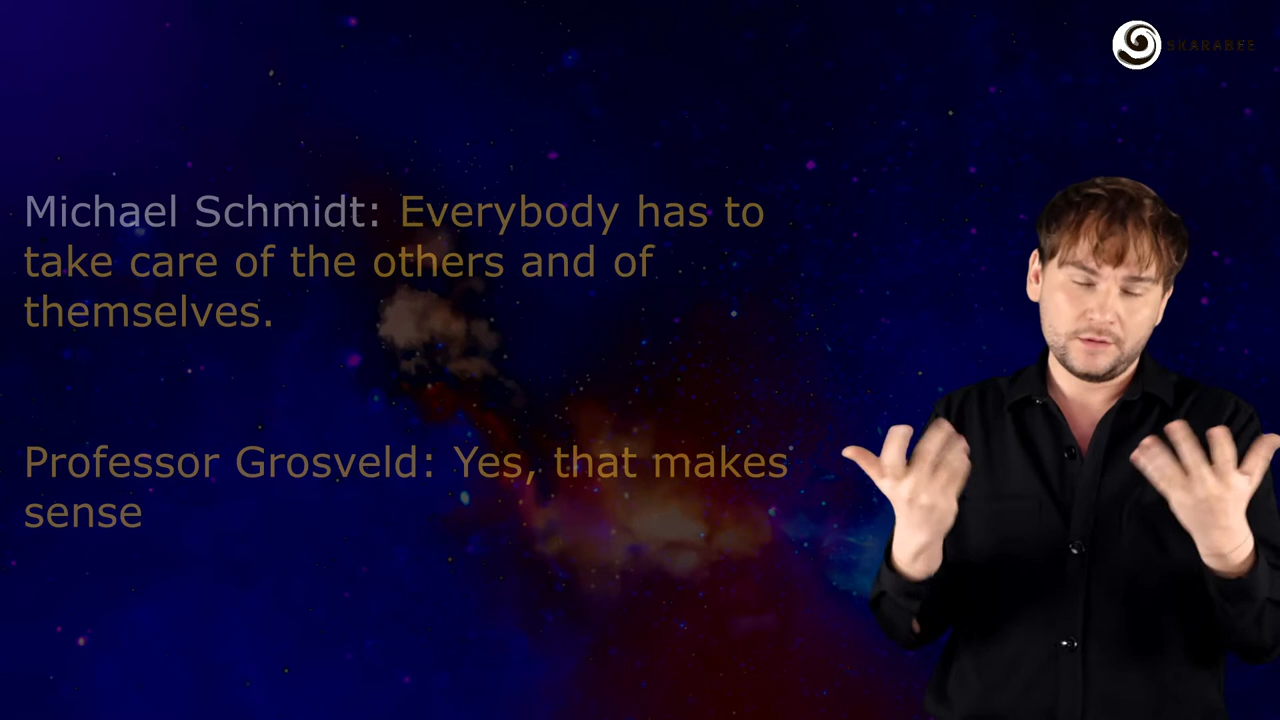 SKARABEE
Michael Schmidt: Everybody has to
take care of the others and of
themselves.
Professor Grosveld: Yes, that makes
sense